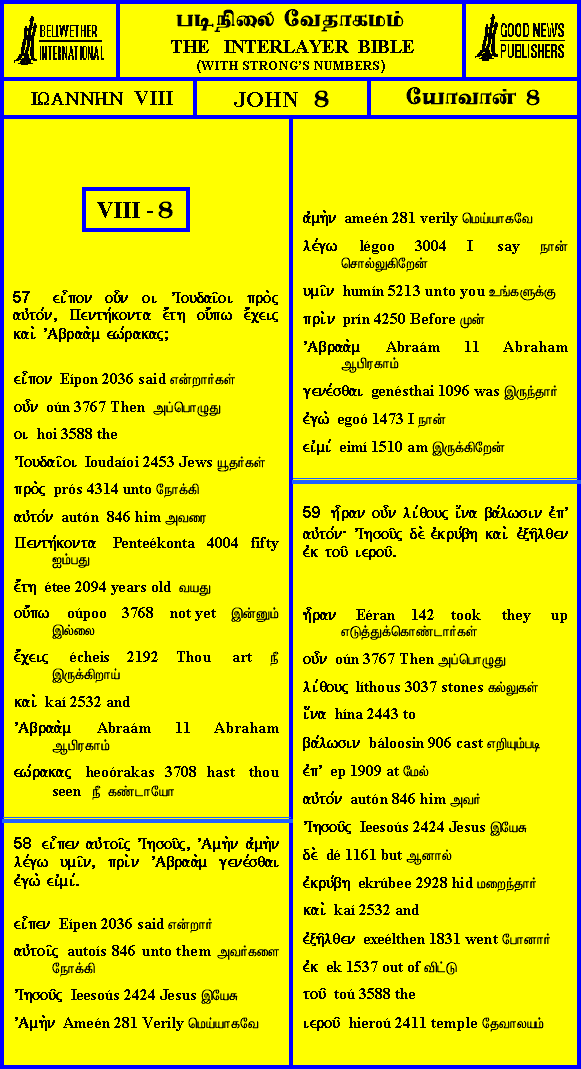 BELLWETHER
INTERNATIONAL
படிநிலை வேதாகமம்
THE INTERLAYER BIBLE
(WITH STRONG'S NUMBERS)
GOOD NEWS
PUBLISHERS
ΙΩΑΝΝΗΝ VIII
JOHN 8
யோவான் 8
VIII - 8
57 εἶπον οὖν οι Ἰουδαῖοι πρὸς
αὐτόν, Πεντήκοντα ἔτη οὔπω ἔχεις
καὶ Ἀβραὰμ εώρακας;
εἶπον Eípon 2036 said என்றார்கள்
οὖν oún 3767 Then அப்பொழுது
οι hoi 3588 the
Ἰουδαῖοι Ioudaíoi 2453 Jews யூதர்கள்
πρὸς prós 4314 unto நோக்கி
αὐτόν autón 846 him அவரை
Πεντήκοντα Penteékonta 4004 fifty
ஐம்பது
ἔτη étee 2094 years old வயது
οὔπω oúpoo 3768 not yet இன்னும்
இல்லை
ἔχεις écheis 2192 Thou art நீ
இருக்கிறாய்
καὶ kaí 2532 and
Ἀβραὰμ Abraám 11 Abraham
ஆபிரகாம்
εώρακας heoórakas 3708 hast thou
seen நீ கண்டாயோ
58 εἶπεν αὐτοῖς Ἰησοῦς, Ἀμὴν ἀμὴν
λέγω υμῖν, πρὶν Ἀβραὰμ γενέσθαι
ἐγὼ εἰμί.
εἶπεν Eípen 2036 said என்றார்
αὐτοῖς autoís 846 unto them அவர்களை
நோக்கி
Ἰησοῦς Ieesoús 2424 Jesus இயேசு
Ἀμὴν Ameén 281 Verily மெய்யாகவே
ἀμὴν ameén 281 verily மெய்யாகவே
λέγω légoo 3004 I say நான்
சொல்லுகிறேன்
υμῖν humín 5213 unto you உங்களுக்கு
πρὶν prín 4250 Before முன்
Ἀβραὰμ Abraám 11 Abraham
ஆபிரகாம்
γενέσθαι genésthai 1096 was இருந்தார்
ἐγὼ egoó 1473 I நான்
εἰμί eimí 1510 am இருக்கிறேன்
59 ἦραν οὖν λίθους ἵνα βάλωσιν ἐπ'
αὐτόν· Ἰησοῦς δὲ ἐκρύβη καὶ ἐξῆλθεν
ἐκ τοῦ ιεροῦ.
ἦραν Eéran 142 took they up
எடுத்துக்கொண்டார்கள்
οὖν oún 3767 Then அப்பொழுது
λίθους líthous 3037 stones கல்லுகள்
ἵνα hína 2443 to
βάλωσιν báloosin 906 cast எறியும்படி
ἐπ' ep 1909 at மேல்
αὐτόν autón 846 him அவர்
Ἰησοῦς Ieesoús 2424 Jesus இயேசு
δὲ dé 1161 but ஆனால்
ἐκρύβη ekrúbee 2928 hid மறைந்தார்
καὶ kaí 2532 and
ἐξῆλθεν exeélthen 1831 went போனார்
ἐκ ek 1537 out of விட்டு
τοῦ toú 3588 the
ιεροῦ hieroú 2411 temple தேவாலயம்